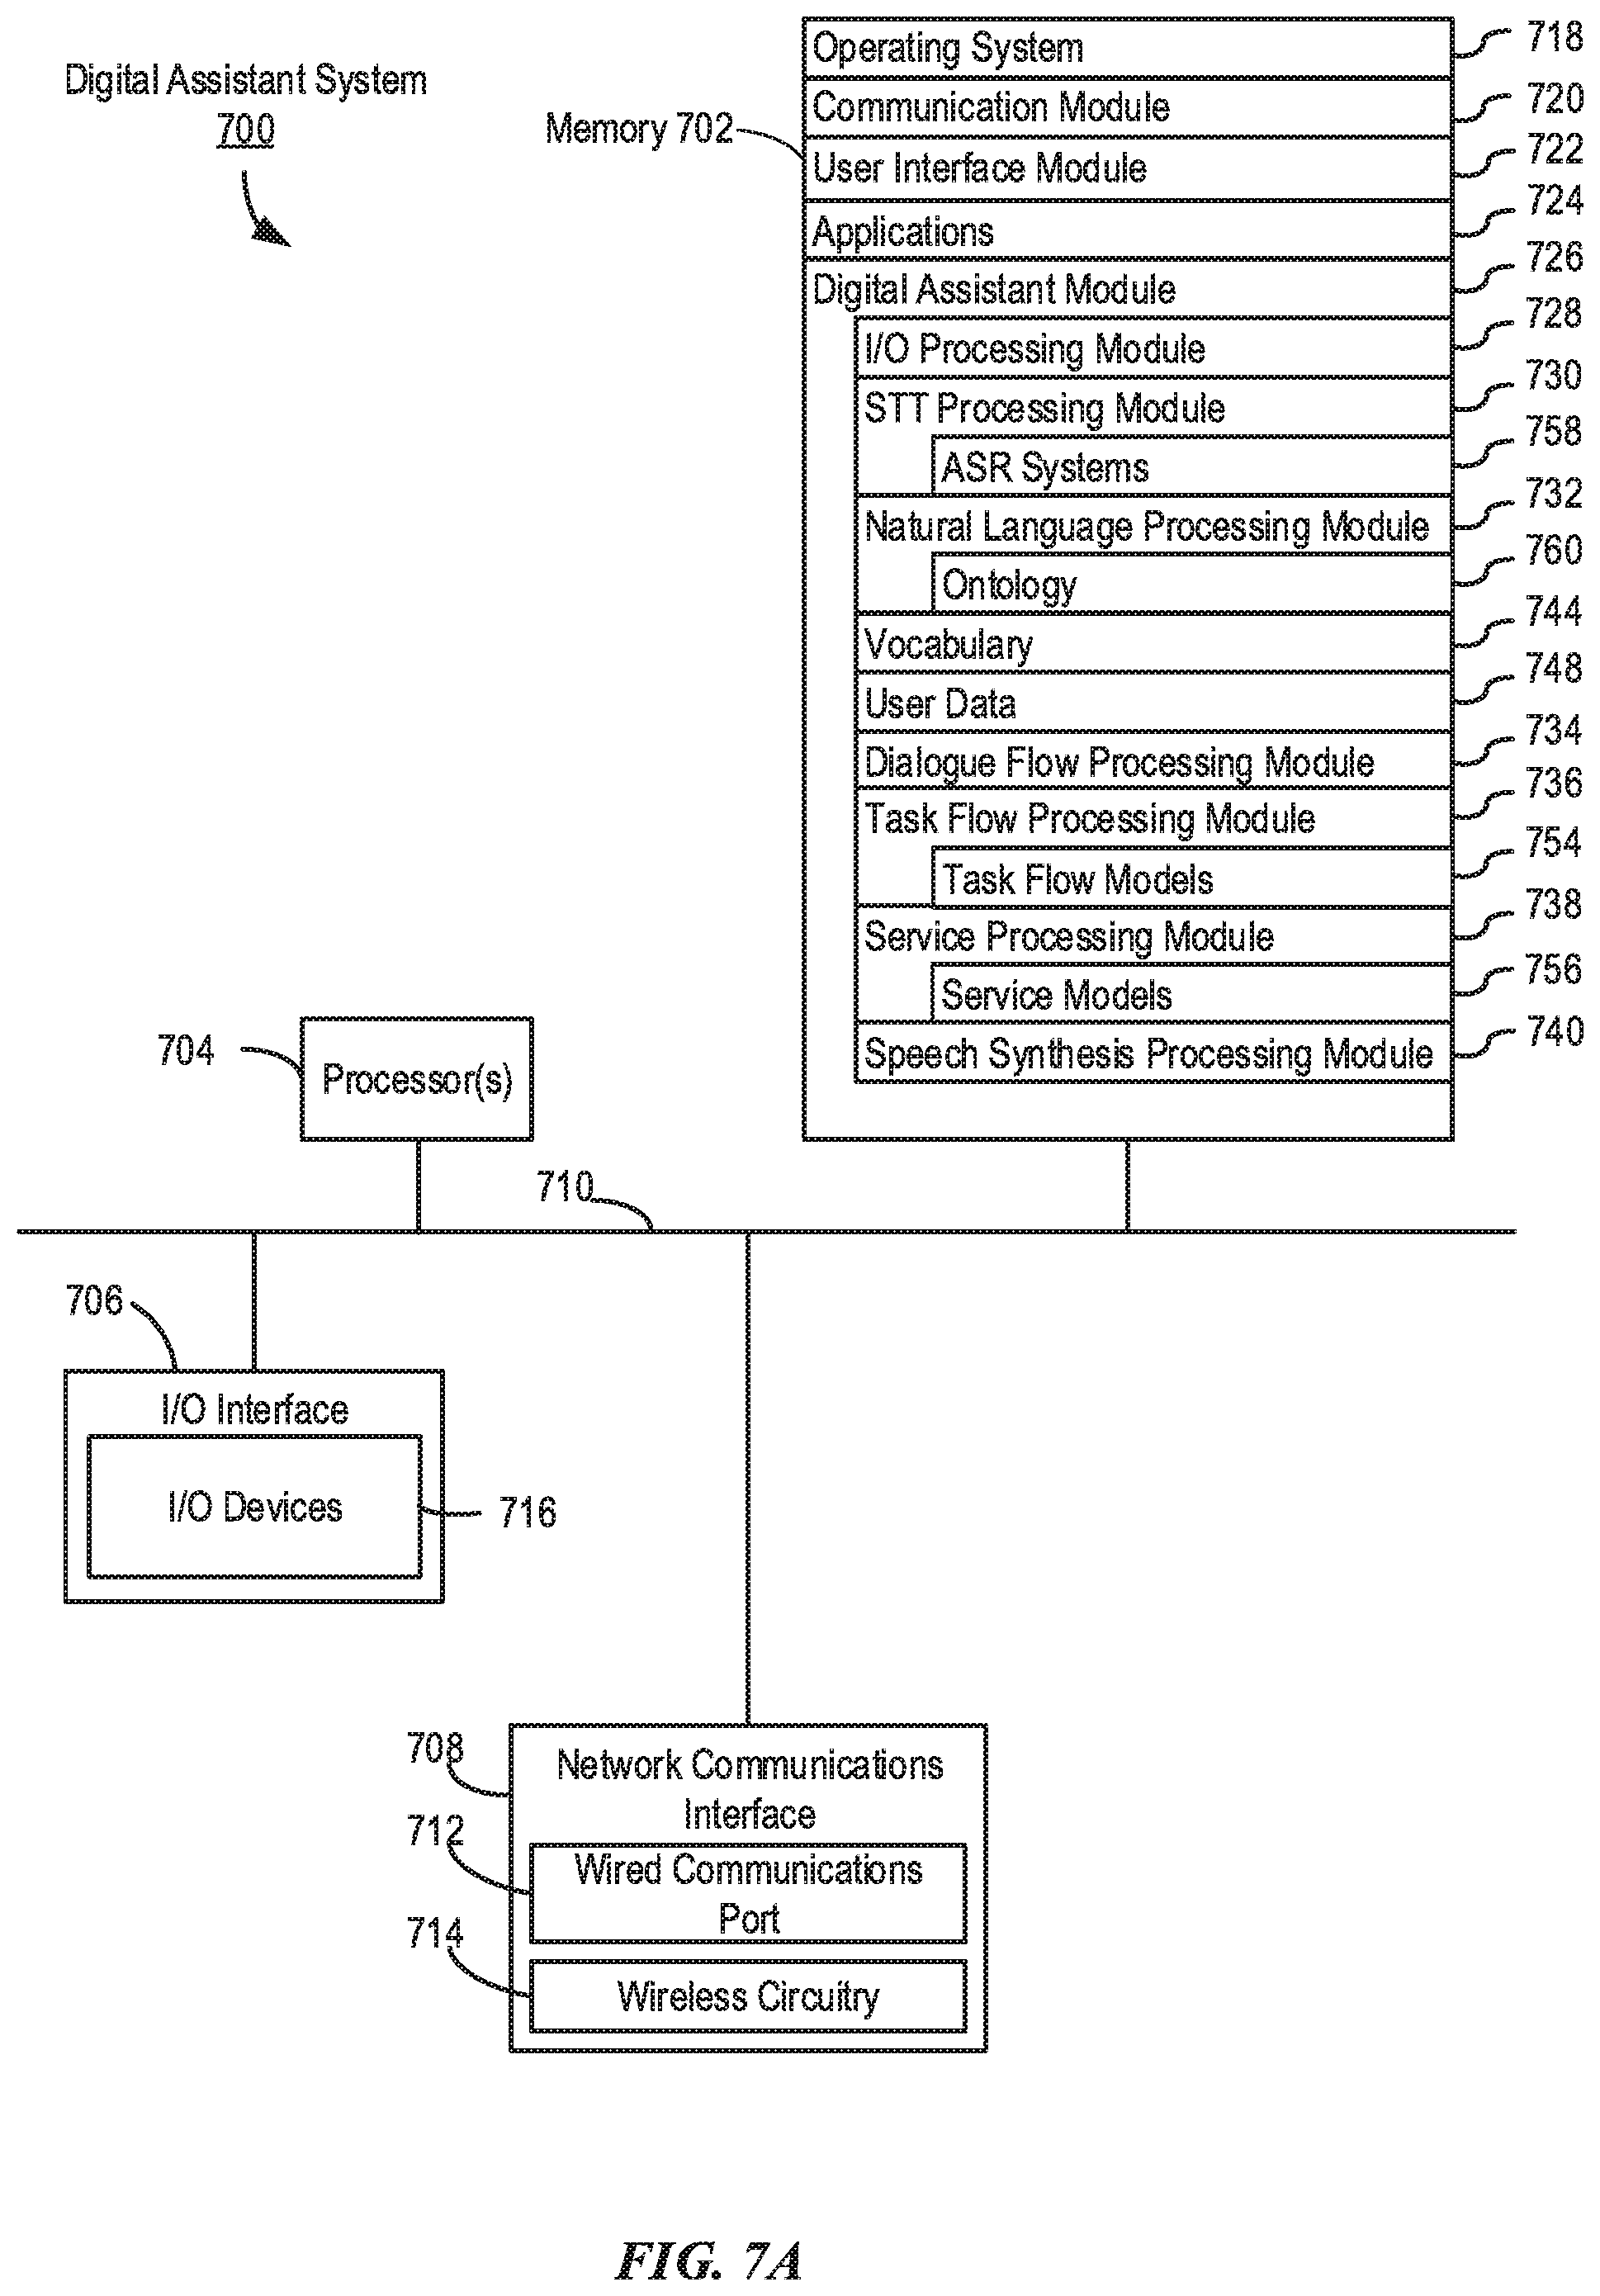 Digital Assistant System
700
Memory 702
Operating System 718
Communication Module 720
User Interface Module 722
Applications 724
Digital Assistant Module 726
I/O Processing Module 728
STT Processing Module 730
ASR Systems 758
Natural Language Processing Module 732
Ontology 760
Vocabulary 744
User Data 748
Dialogue Flow Processing Module 734
Task Flow Processing Module 736
Task Flow Models 754
Service Processing Module 738
Service Models 756
Speech Synthesis Processing Module 740
704
Processor(s)
710
706
I/O Interface
I/O Devices
716
708
Network Communications
Interface
712
Wired Communications
Port
714
Wireless Circuitry
FIG. 7A